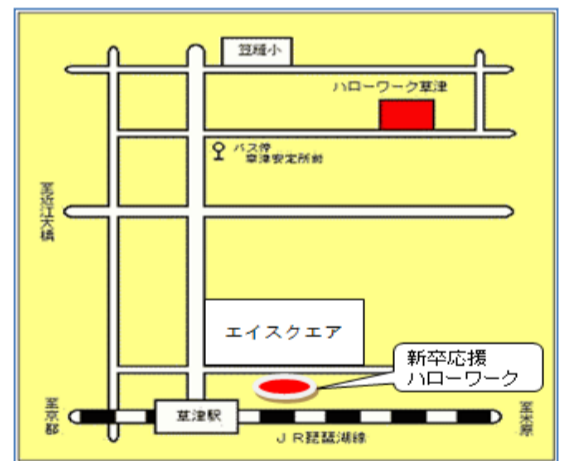 笠縫小
ハローワーク草津
バス停
草津安定所前
至近江大橋
エイスクエア
新卒応援
ハローワーク
至京都
草津駅
JR琵琶湖線
至米原